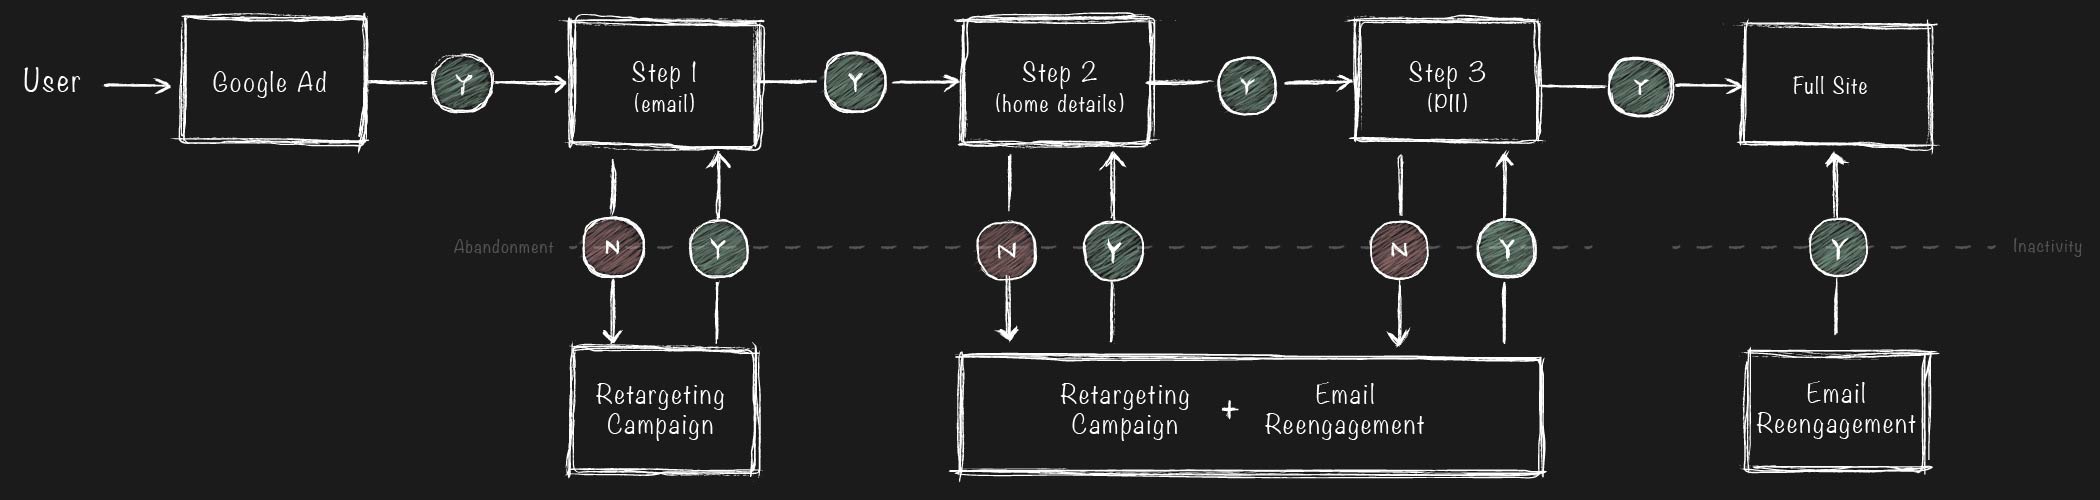 User
Google Ad
Y
Step 1
(email)
Y
Step 2
(home details)
Y
Step 3
(PII)
Y
Full Site
Abandonment
N
Y
N
Y
N
Y
Y
Inactivity
Retargeting
Campaign
Retargeting
Campaign
+
Email
Reengagement
Email
Reengagement